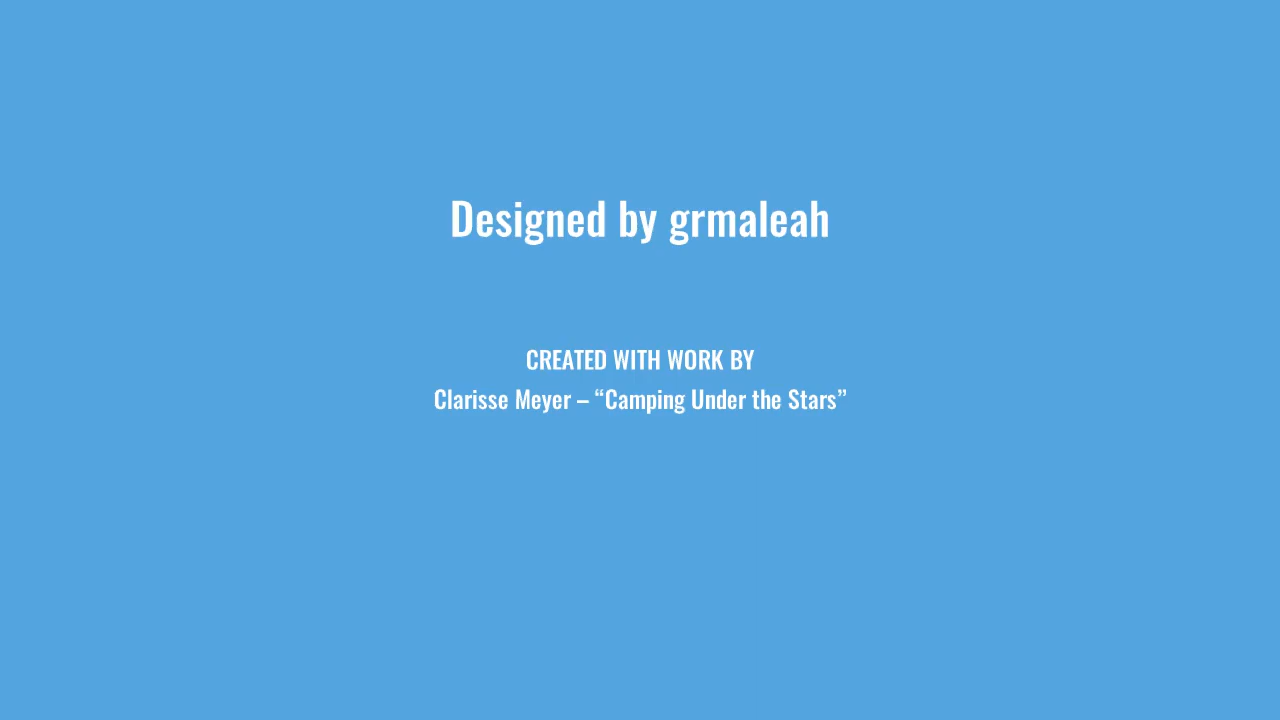 Designed by grmaleah
CREATED WITH WORK BY
Clarisse Meyer – “Camping Under the Stars”